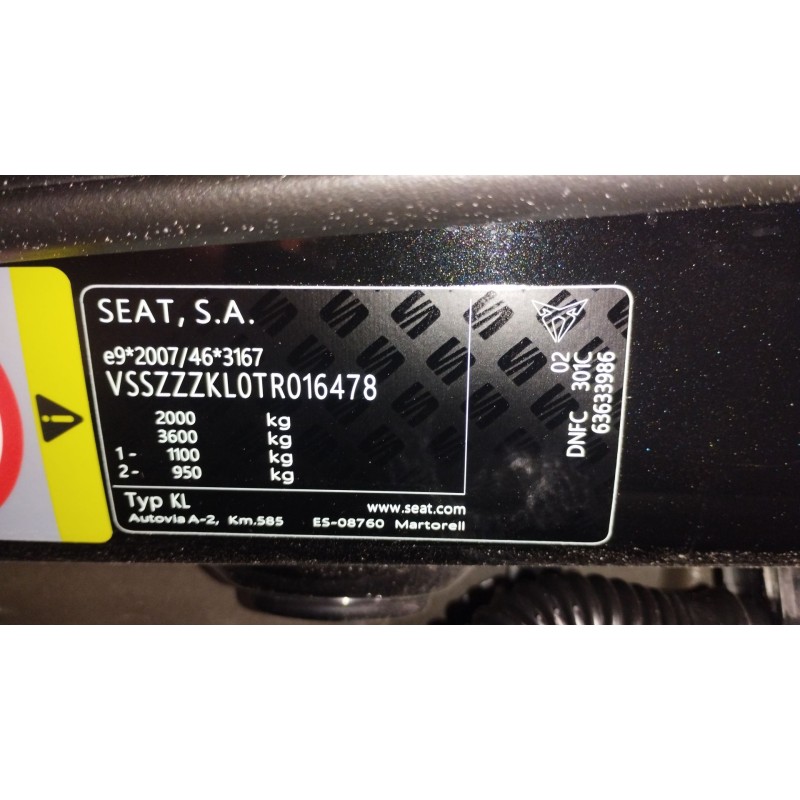 SEAT, S.A.
e9*2007/46*3167
VSSZZZKL0TR016478
2000 kg
3600 kg
1- 1100 kg
2- 950 kg
Typ KL www.seat.com
Autovia A-2, Km.585 ES-08760 Martorell
02
DNFC 301C
63633986